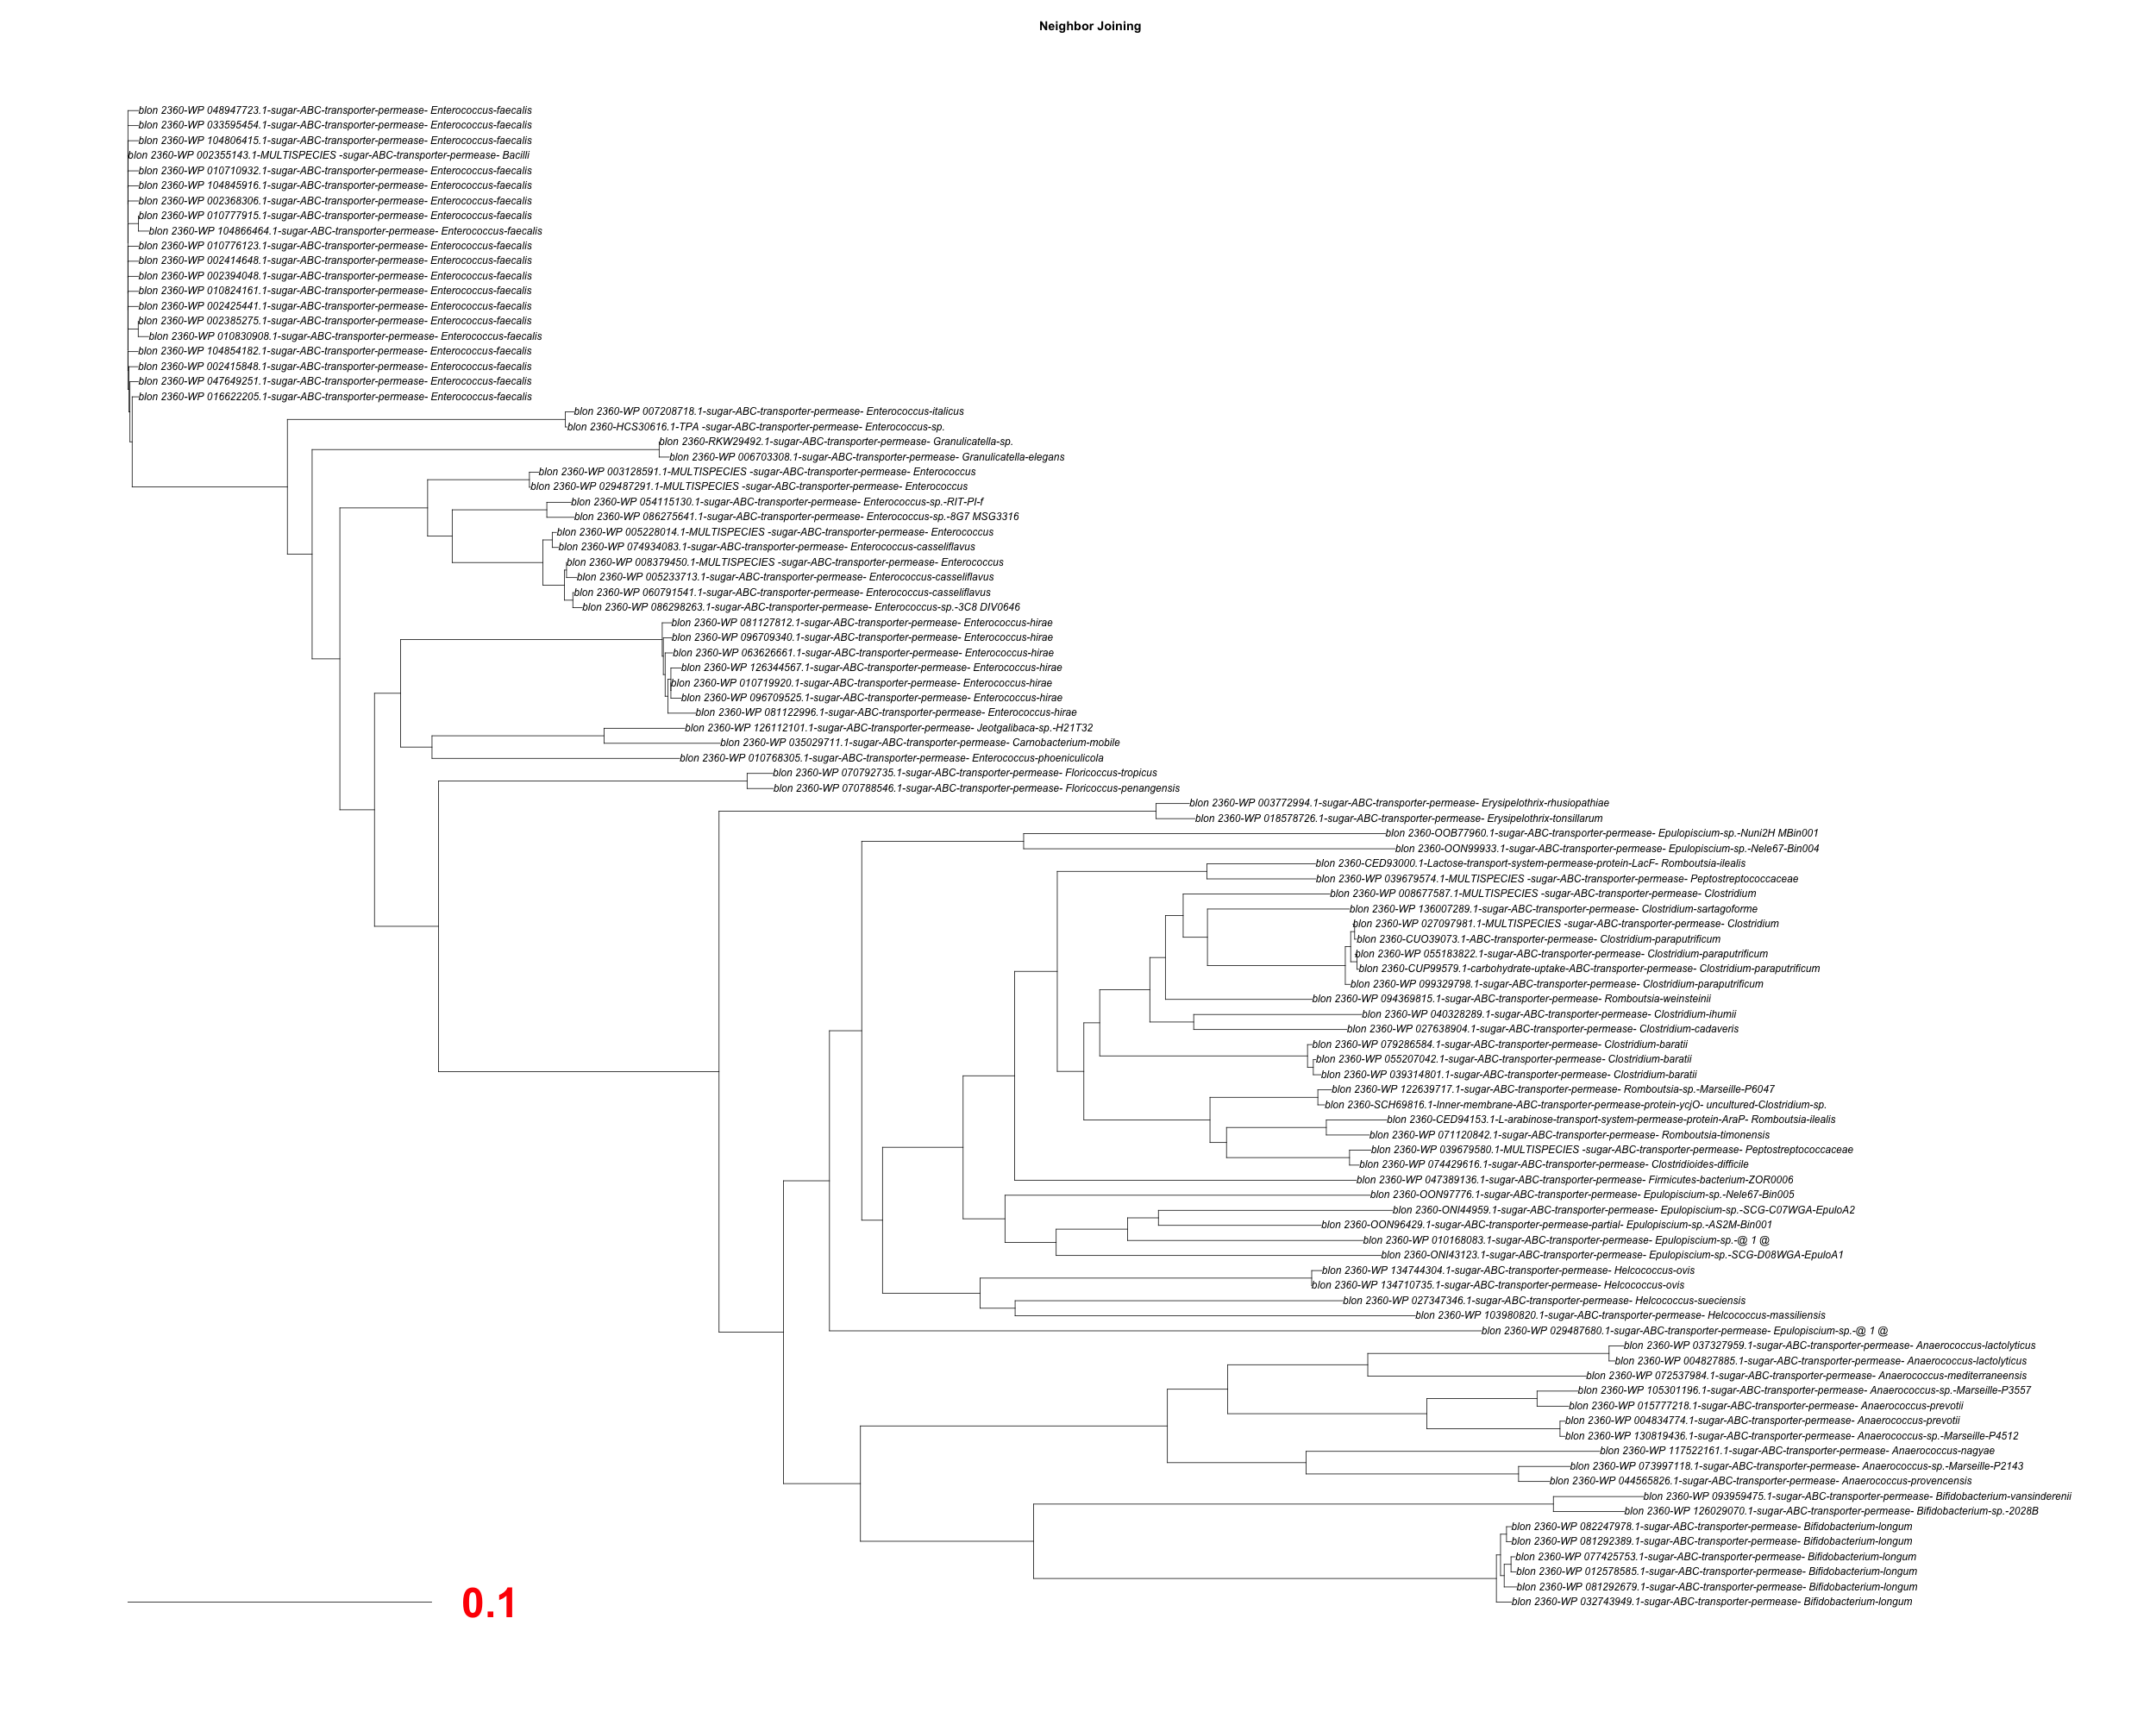 Neighbor Joining
blon 2360-WP 048947723.1-sugar-ABC-transporter-permease- Enterococcus-faecalis
blon 2360-WP 033595454.1-sugar-ABC-transporter-permease- Enterococcus-faecalis
blon 2360-WP 104806415.1-sugar-ABC-transporter-permease- Enterococcus-faecalis
blon 2360-WP 002355143.1-MULTISPECIES -sugar-ABC-transporter-permease- Bacilli
blon 2360-WP 010710932.1-sugar-ABC-transporter-permease- Enterococcus-faecalis
blon 2360-WP 104845916.1-sugar-ABC-transporter-permease- Enterococcus-faecalis
blon 2360-WP 002368306.1-sugar-ABC-transporter-permease- Enterococcus-faecalis
blon 2360-WP 010777915.1-sugar-ABC-transporter-permease- Enterococcus-faecalis
blon 2360-WP 104866464.1-sugar-ABC-transporter-permease- Enterococcus-faecalis
blon 2360-WP 010776123.1-sugar-ABC-transporter-permease- Enterococcus-faecalis
blon 2360-WP 002414648.1-sugar-ABC-transporter-permease- Enterococcus-faecalis
blon 2360-WP 002394048.1-sugar-ABC-transporter-permease- Enterococcus-faecalis
blon 2360-WP 010824161.1-sugar-ABC-transporter-permease- Enterococcus-faecalis
blon 2360-WP 002425441.1-sugar-ABC-transporter-permease- Enterococcus-faecalis
blon 2360-WP 002385275.1-sugar-ABC-transporter-permease- Enterococcus-faecalis
blon 2360-WP 010830908.1-sugar-ABC-transporter-permease- Enterococcus-faecalis
blon 2360-WP 104854182.1-sugar-ABC-transporter-permease- Enterococcus-faecalis
blon 2360-WP 002415848.1-sugar-ABC-transporter-permease- Enterococcus-faecalis
blon 2360-WP 047649251.1-sugar-ABC-transporter-permease- Enterococcus-faecalis
blon 2360-WP 016622205.1-sugar-ABC-transporter-permease- Enterococcus-faecalis
blon 2360-WP 007208718.1-sugar-ABC-transporter-permease- Enterococcus-italicus
blon 2360-HCS30616.1-TPA -sugar-ABC-transporter-permease- Enterococcus-sp.
blon 2360-RKW29492.1-sugar-ABC-transporter-permease- Granulicatella-sp.
blon 2360-WP 006703308.1-sugar-ABC-transporter-permease- Granulicatella-elegans
blon 2360-WP 003128591.1-MULTISPECIES -sugar-ABC-transporter-permease- Enterococcus
blon 2360-WP 029487291.1-MULTISPECIES -sugar-ABC-transporter-permease- Enterococcus
blon 2360-WP 054115130.1-sugar-ABC-transporter-permease- Enterococcus-sp.-RIT-PI-f
blon 2360-WP 086275641.1-sugar-ABC-transporter-permease- Enterococcus-sp.-8G7 MSG3316
blon 2360-WP 005228014.1-MULTISPECIES -sugar-ABC-transporter-permease- Enterococcus
blon 2360-WP 074934083.1-sugar-ABC-transporter-permease- Enterococcus-casseliflavus
blon 2360-WP 008379450.1-MULTISPECIES -sugar-ABC-transporter-permease- Enterococcus
blon 2360-WP 005233713.1-sugar-ABC-transporter-permease- Enterococcus-casseliflavus
blon 2360-WP 060791541.1-sugar-ABC-transporter-permease- Enterococcus-casseliflavus
blon 2360-WP 086298263.1-sugar-ABC-transporter-permease- Enterococcus-sp.-3C8 DIV0646
blon 2360-WP 081127812.1-sugar-ABC-transporter-permease- Enterococcus-hirae
blon 2360-WP 096709340.1-sugar-ABC-transporter-permease- Enterococcus-hirae
blon 2360-WP 063626661.1-sugar-ABC-transporter-permease- Enterococcus-hirae
blon 2360-WP 126344567.1-sugar-ABC-transporter-permease- Enterococcus-hirae
blon 2360-WP 010719920.1-sugar-ABC-transporter-permease- Enterococcus-hirae
blon 2360-WP 096709525.1-sugar-ABC-transporter-permease- Enterococcus-hirae
blon 2360-WP 081122996.1-sugar-ABC-transporter-permease- Enterococcus-hirae
blon 2360-WP 126112101.1-sugar-ABC-transporter-permease- Jeotgalibaca-sp.-H21T32
blon 2360-WP 035029711.1-sugar-ABC-transporter-permease- Carnobacterium-mobile
blon 2360-WP 010768305.1-sugar-ABC-transporter-permease- Enterococcus-phoeniculicola
blon 2360-WP 070792735.1-sugar-ABC-transporter-permease- Floricoccus-tropicus
blon 2360-WP 070788546.1-sugar-ABC-transporter-permease- Floricoccus-penangensis
blon 2360-WP 003772994.1-sugar-ABC-transporter-permease- Erysipelothrix-rhusiopathiae
blon 2360-WP 018578726.1-sugar-ABC-transporter-permease- Erysipelothrix-tonsillarum
blon 2360-OOB77960.1-sugar-ABC-transporter-permease- Epulopiscium-sp.-Nuni2H MBin001
blon 2360-OON99933.1-sugar-ABC-transporter-permease- Epulopiscium-sp.-Nele67-Bin004
blon 2360-CED93000.1-Lactose-transport-system-permease-protein-LacF- Romboutsia-ilealis
blon 2360-WP 039679574.1-MULTISPECIES -sugar-ABC-transporter-permease- Peptostreptococcaceae
blon 2360-WP 008677587.1-MULTISPECIES -sugar-ABC-transporter-permease- Clostridium
blon 2360-WP 136007289.1-sugar-ABC-transporter-permease- Clostridium-sartagoforme
blon 2360-WP 027097981.1-MULTISPECIES -sugar-ABC-transporter-permease- Clostridium
blon 2360-CUO39073.1-ABC-transporter-permease- Clostridium-paraputrificum
blon 2360-WP 055183822.1-sugar-ABC-transporter-permease- Clostridium-paraputrificum
blon 2360-CUP99579.1-carbohydrate-uptake-ABC-transporter-permease- Clostridium-paraputrificum
blon 2360-WP 099329798.1-sugar-ABC-transporter-permease- Clostridium-paraputrificum
blon 2360-WP 094369815.1-sugar-ABC-transporter-permease- Romboutsia-weinsteinii
blon 2360-WP 040328289.1-sugar-ABC-transporter-permease- Clostridium-ihumii
blon 2360-WP 027638904.1-sugar-ABC-transporter-permease- Clostridium-cadaveris
blon 2360-WP 079286584.1-sugar-ABC-transporter-permease- Clostridium-baratii
blon 2360-WP 055207042.1-sugar-ABC-transporter-permease- Clostridium-baratii
blon 2360-WP 039314801.1-sugar-ABC-transporter-permease- Clostridium-baratii
blon 2360-WP 122639717.1-sugar-ABC-transporter-permease- Romboutsia-sp.-Marseille-P6047
blon 2360-SCH69816.1-Inner-membrane-ABC-transporter-permease-protein-ycjO- uncultured-Clostridium-sp.
blon 2360-CED94153.1-L-arabinose-transport-system-permease-protein-AraP- Romboutsia-ilealis
blon 2360-WP 071120842.1-sugar-ABC-transporter-permease- Romboutsia-timonensis
blon 2360-WP 039679580.1-MULTISPECIES -sugar-ABC-transporter-permease- Peptostreptococcaceae
blon 2360-WP 074429616.1-sugar-ABC-transporter-permease- Clostridioides-difficile
blon 2360-WP 047389136.1-sugar-ABC-transporter-permease- Firmicutes-bacterium-ZOR0006
blon 2360-OON97776.1-sugar-ABC-transporter-permease- Epulopiscium-sp.-Nele67-Bin005
blon 2360-ONI44959.1-sugar-ABC-transporter-permease- Epulopiscium-sp.-SCG-C07WGA-EpuloA2
blon 2360-OON96429.1-sugar-ABC-transporter-permease-partial- Epulopiscium-sp.-AS2M-Bin001
blon 2360-WP 010168083.1-sugar-ABC-transporter-permease- Epulopiscium-sp.-@ 1 @
blon 2360-ONI43123.1-sugar-ABC-transporter-permease- Epulopiscium-sp.-SCG-D08WGA-EpuloA1
blon 2360-WP 134744304.1-sugar-ABC-transporter-permease- Helcococcus-ovis
blon 2360-WP 134710735.1-sugar-ABC-transporter-permease- Helcococcus-ovis
blon 2360-WP 027347346.1-sugar-ABC-transporter-permease- Helcococcus-sueciensis
blon 2360-WP 103980820.1-sugar-ABC-transporter-permease- Helcococcus-massiliensis
blon 2360-WP 029487680.1-sugar-ABC-transporter-permease- Epulopiscium-sp.-@ 1 @
blon 2360-WP 037327959.1-sugar-ABC-transporter-permease- Anaerococcus-lactolyticus
blon 2360-WP 004827885.1-sugar-ABC-transporter-permease- Anaerococcus-lactolyticus
blon 2360-WP 072537984.1-sugar-ABC-transporter-permease- Anaerococcus-mediterraneensis
blon 2360-WP 105301196.1-sugar-ABC-transporter-permease- Anaerococcus-sp.-Marseille-P3557
blon 2360-WP 015777218.1-sugar-ABC-transporter-permease- Anaerococcus-prevotii
blon 2360-WP 004834774.1-sugar-ABC-transporter-permease- Anaerococcus-prevotii
blon 2360-WP 130819436.1-sugar-ABC-transporter-permease- Anaerococcus-sp.-Marseille-P4512
blon 2360-WP 117522161.1-sugar-ABC-transporter-permease- Anaerococcus-nagyae
blon 2360-WP 073997118.1-sugar-ABC-transporter-permease- Anaerococcus-sp.-Marseille-P2143
blon 2360-WP 044565826.1-sugar-ABC-transporter-permease- Anaerococcus-provencensis
blon 2360-WP 093959475.1-sugar-ABC-transporter-permease- Bifidobacterium-vansinderenii
blon 2360-WP 126029070.1-sugar-ABC-transporter-permease- Bifidobacterium-sp.-2028B
blon 2360-WP 082247978.1-sugar-ABC-transporter-permease- Bifidobacterium-longum
blon 2360-WP 081292389.1-sugar-ABC-transporter-permease- Bifidobacterium-longum
blon 2360-WP 077425753.1-sugar-ABC-transporter-permease- Bifidobacterium-longum
blon 2360-WP 012578585.1-sugar-ABC-transporter-permease- Bifidobacterium-longum
blon 2360-WP 081292679.1-sugar-ABC-transporter-permease- Bifidobacterium-longum
blon 2360-WP 032743949.1-sugar-ABC-transporter-permease- Bifidobacterium-longum
0.1